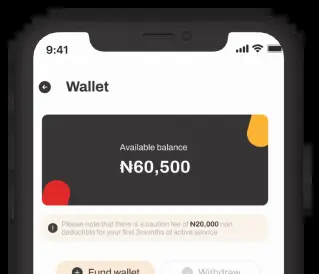 9:41
Wallet
Available balance
₦60,500
Please note that there is a caution fee of ₦20,000 non
deductible for your first 3months of active service
Fund wallet
Withdraw